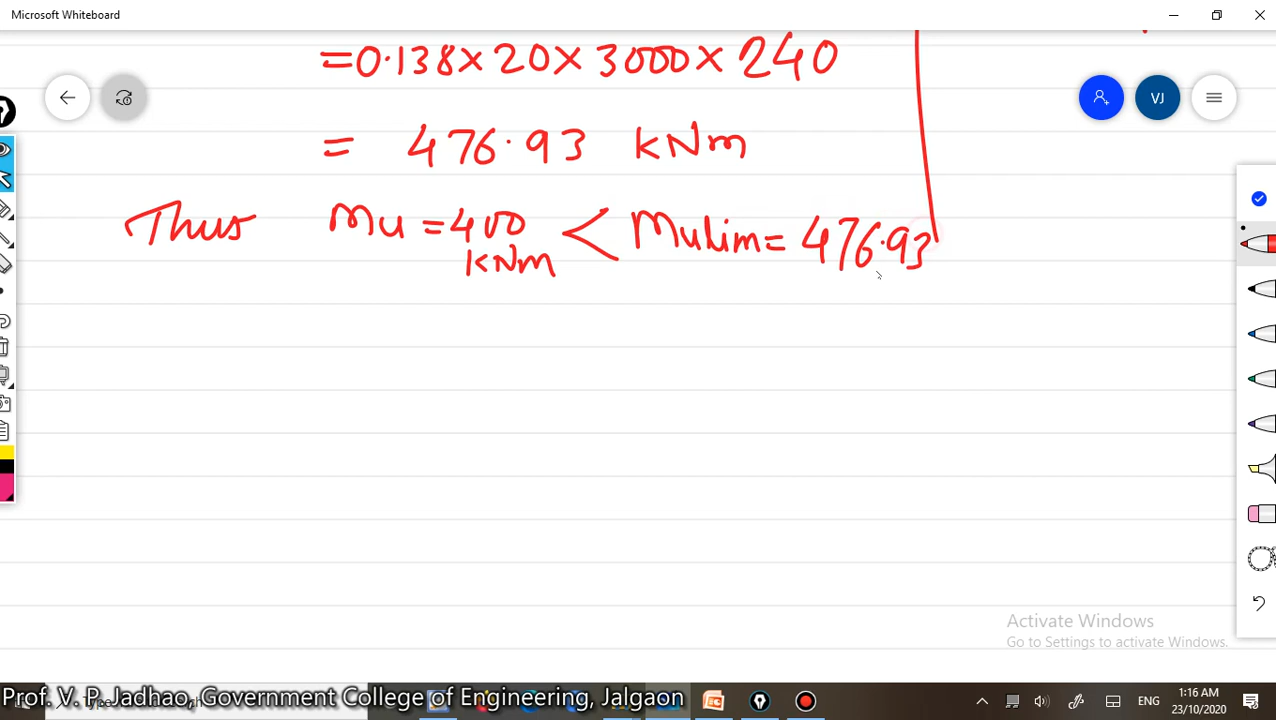 Microsoft Whiteboard
=0.138×20×3000×240
VJ
= 476.93 kNm
Thus Mu =400 < Mulim= 476.93
kNm
Activate Windows
Go to Settings to activate Windows.
Prof. V. P.Jadhao, Government College of Engineering, Jalgaon
ENG
1:16 AM
23/10/2020